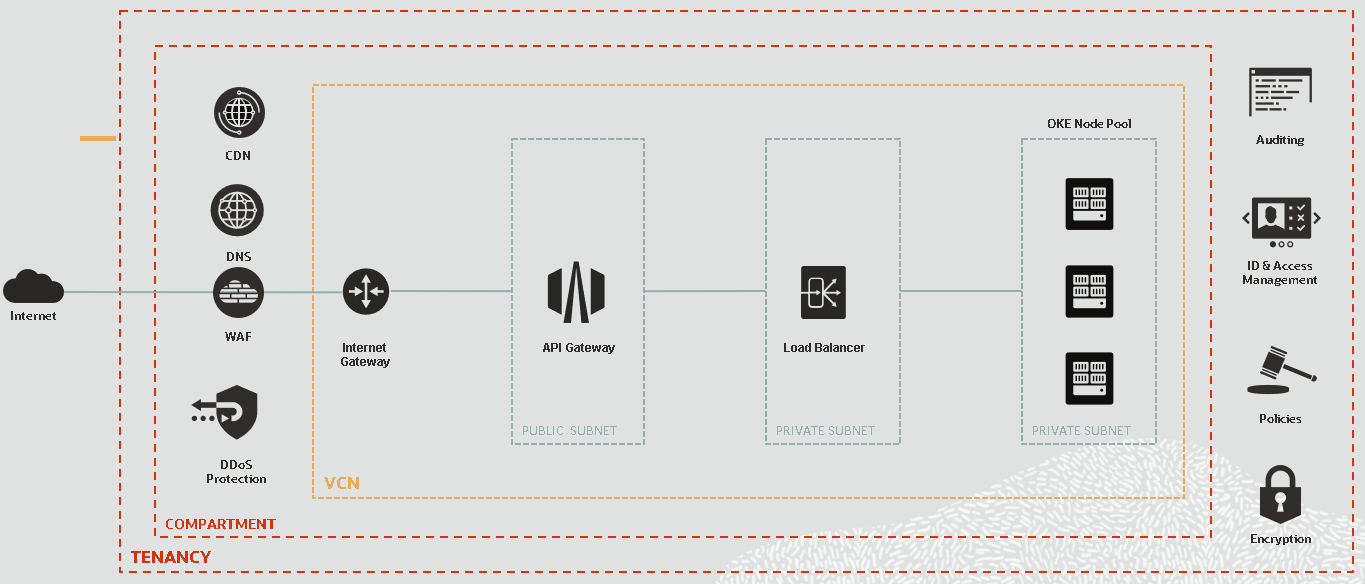 CDN
DNS
Internet
WAF
DDoS
Protection
Internet
Gateway
API Gateway
PUBLIC SUBNET
Load Balancer
PRIVATE SUBNET
OKE Node Pool
PRIVATE SUBNET
VCN
COMPARTMENT
TENANCY
Auditing
ID & Access
Management
Policies
Encryption